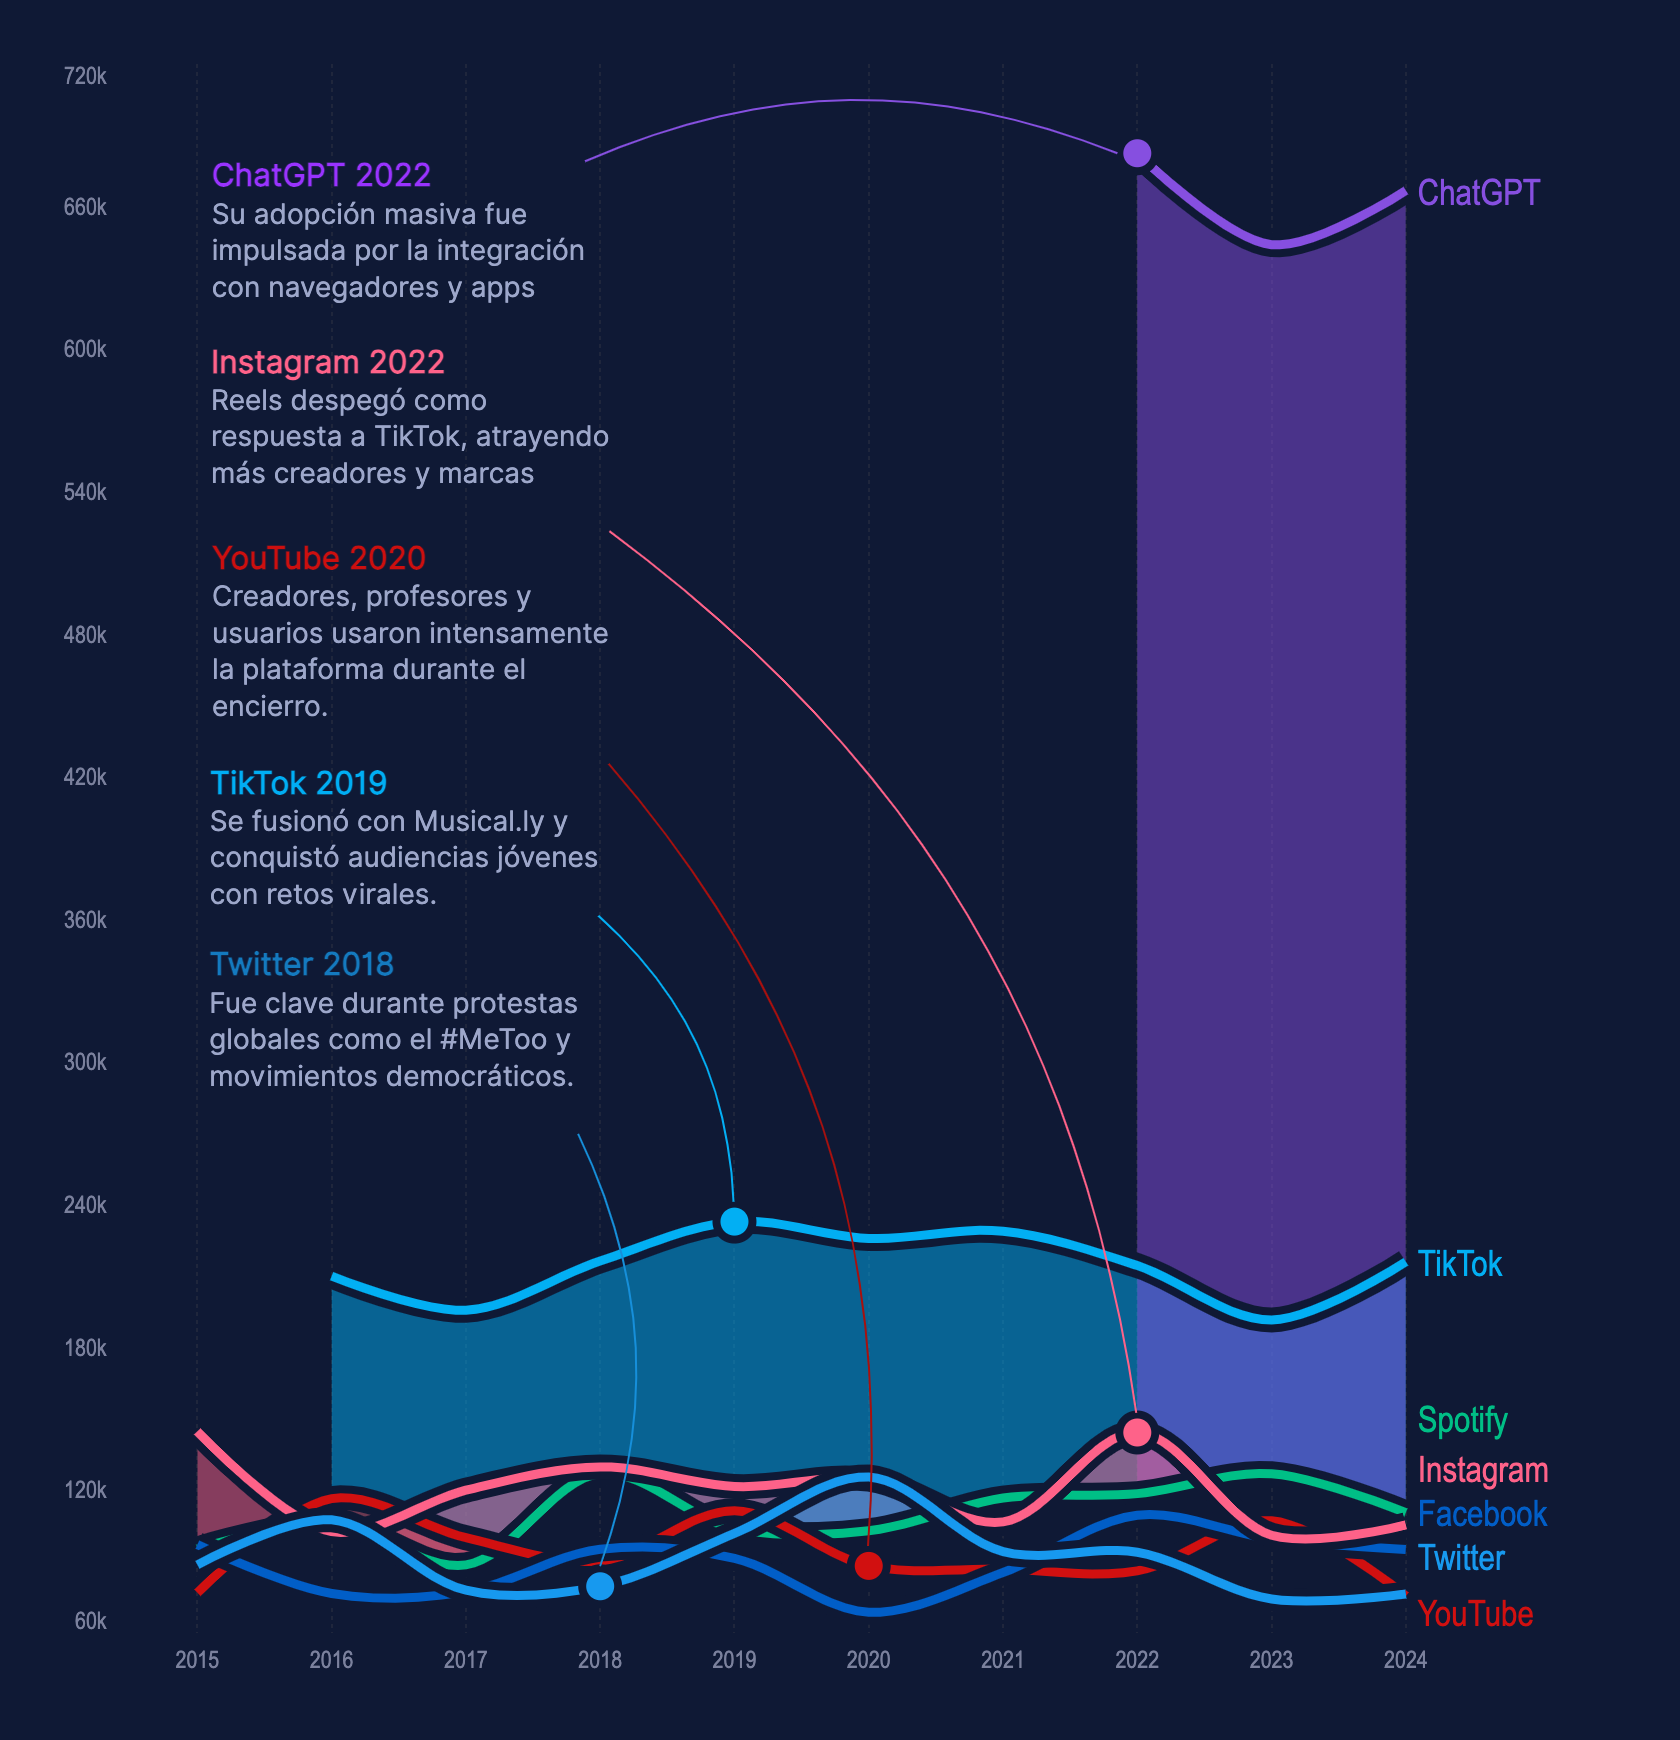 720k
660k
600k
540k
480k
420k
360k
300k
240k
180k
120k
60k
ChatGPT 2022
Su adopción masiva fue
impulsada por la integración
con navegadores y apps
Instagram 2022
Reels despegó como
respuesta a TikTok, atrayendo
más creadores y marcas
YouTube 2020
Creadores, profesores y
usuarios usaron intensamente
la plataforma durante el
encierro.
TikTok 2019
Se fusionó con Musical.ly y
conquistó audiencias jóvenes
con retos virales.
Twitter 2018
Fue clave durante protestas
globales como el #MeToo y
movimientos democráticos.
ChatGPT
TikTok
Spotify
Instagram
Facebook
Twitter
YouTube
2015 2016 2017 2018 2019 2020 2021 2022 2023 2024